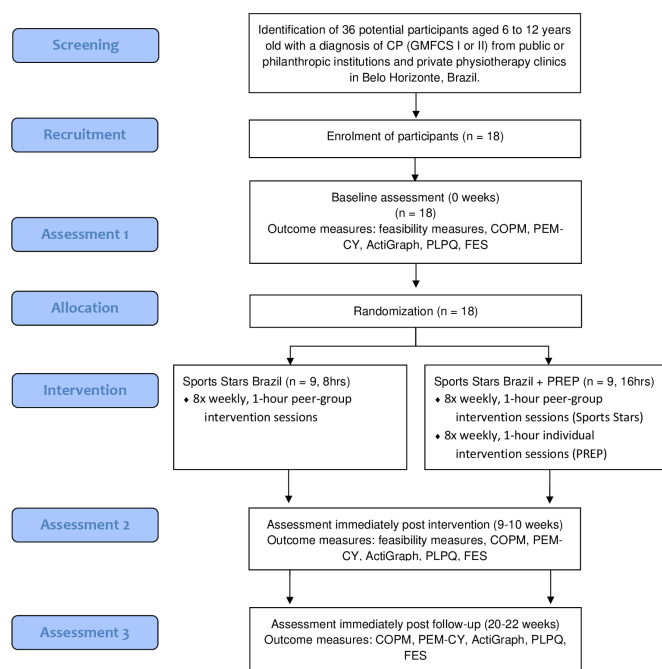 Screening
Identification of 36 potential participants aged 6 to 12 years
old with a diagnosis of CP (GMFCS I or II) from public or
philanthropic institutions and private physiotherapy clinics
in Belo Horizonte, Brazil.
Recruitment
Enrolment of participants (n = 18)
Assessment 1
Baseline assessment (0 weeks)
(n = 18)
Outcome measures: feasibility measures, COPM, PEM-
CY, ActiGraph, PLPQ, FES
Allocation
Randomization (n = 18)
Intervention
Sports Stars Brazil (n = 9, 8hrs)
♦ 8x weekly, 1-hour peer-group
intervention sessions
Sports Stars Brazil + PREP (n = 9, 16hrs)
♦ 8x weekly, 1-hour peer-group
intervention sessions (Sports Stars)
♦ 8x weekly, 1-hour individual
intervention sessions (PREP)
Assessment 2
Assessment immediately post intervention (9-10 weeks)
Outcome measures: feasibility measures, COPM, PEM-
CY, ActiGraph, PLPQ, FES
Assessment 3
Assessment immediately post follow-up (20-22 weeks)
Outcome measures: COPM, PEM-CY, ActiGraph, PLPQ,
FES